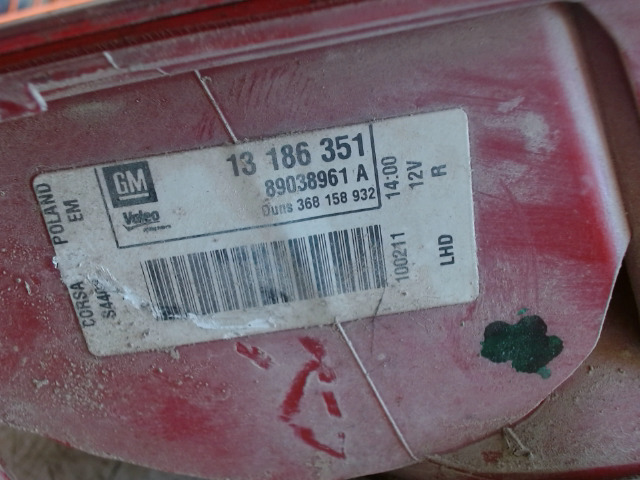 GM
13 186 351
Valeo
89038961 A
Duns 368 158 932
14:00
12V
R
100211
LHD
POLAND
EM
CORSA